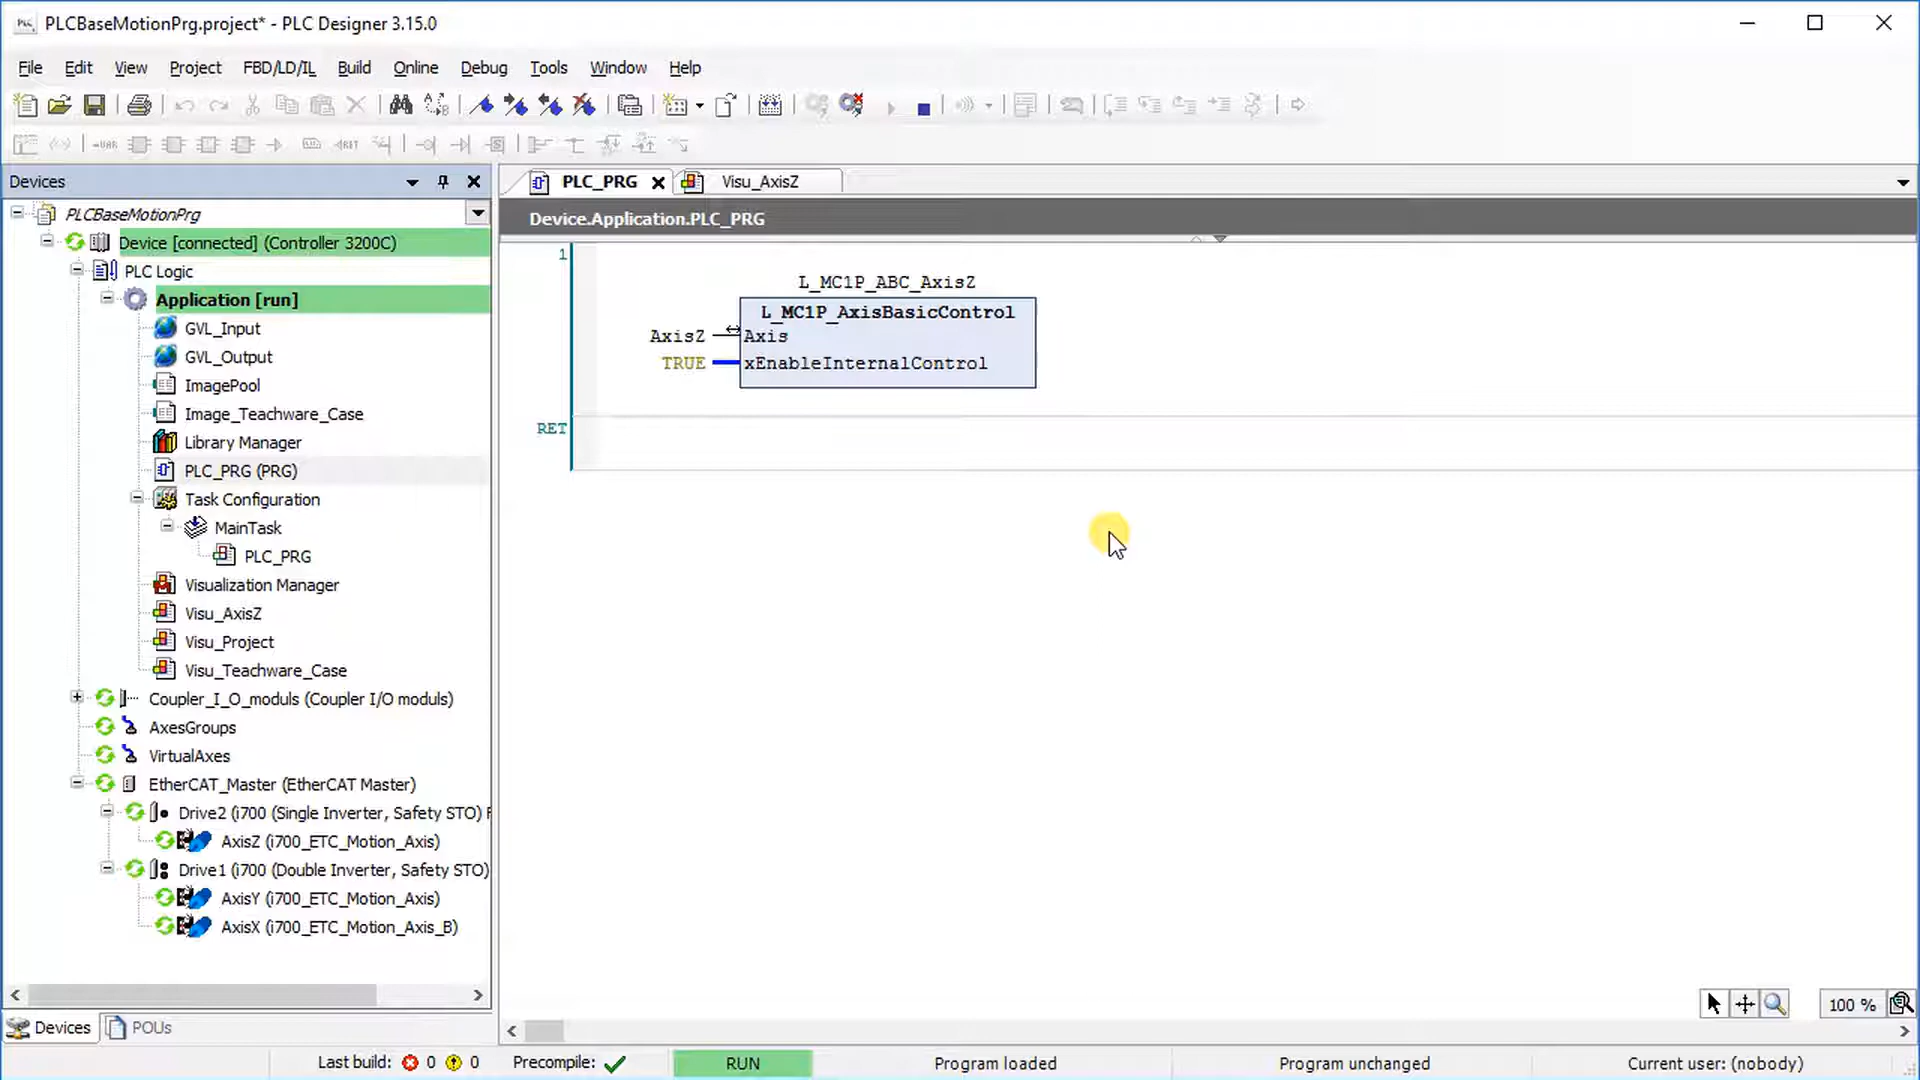 PLCBaseMotionPrg.project* - PLC Designer 3.15.0
File Edit View Project FBD/LD/IL Build Online Debug Tools Window Help
Devices
PLCBaseMotionPrg
Device [connected] (Controller 3200C)
PLC Logic
Application [run]
GVL_Input
GVL_Output
ImagePool
Image_Teachware_Case
Library Manager
PLC_PRG (PRG)
Task Configuration
MainTask
PLC_PRG
Visualization Manager
Visu_AxisZ
Visu_Project
Visu_Teachware_Case
Coupler_I_O_moduls (Coupler I/O moduls)
AxesGroups
VirtualAxes
EtherCAT_Master (EtherCAT Master)
Drive2 (i700 (Single Inverter, Safety STO)
AxisZ (i700_ETC_Motion_Axis)
Drive1 (i700 (Double Inverter, Safety STO)
AxisY (i700_ETC_Motion_Axis)
AxisX (i700_ETC_Motion_Axis_B)
Devices POUs
PLC_PRG Visu_AxisZ
Device.Application.PLC_PRG
1
L_MC1P_ABC_AxisZ
L_MC1P_AxisBasicControl
AxisZ Axis
TRUE xEnableInternalControl
RET
100 %
Last build: 0 0 Precompile: RUN Program loaded Program unchanged Current user: (nobody)